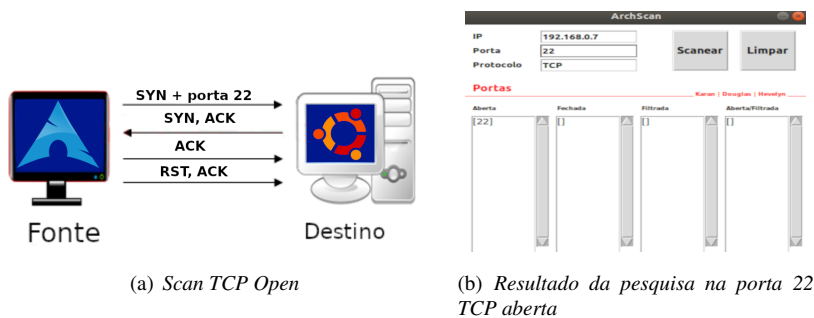 SYN + porta 22
SYN, ACK
ACK
RST, ACK
Fonte
Destino
(a) Scan TCP Open
ArchScan
IP 192.168.0.7
Porta 22
Protocolo TCP
Scanear Limpar
Portas
Karan | Douglas | Hevelyn
Aberta Fechada Filtrada Aberta/Filtrada
[22] [] [] []
(b) Resultado da pesquisa na porta 22
TCP aberta